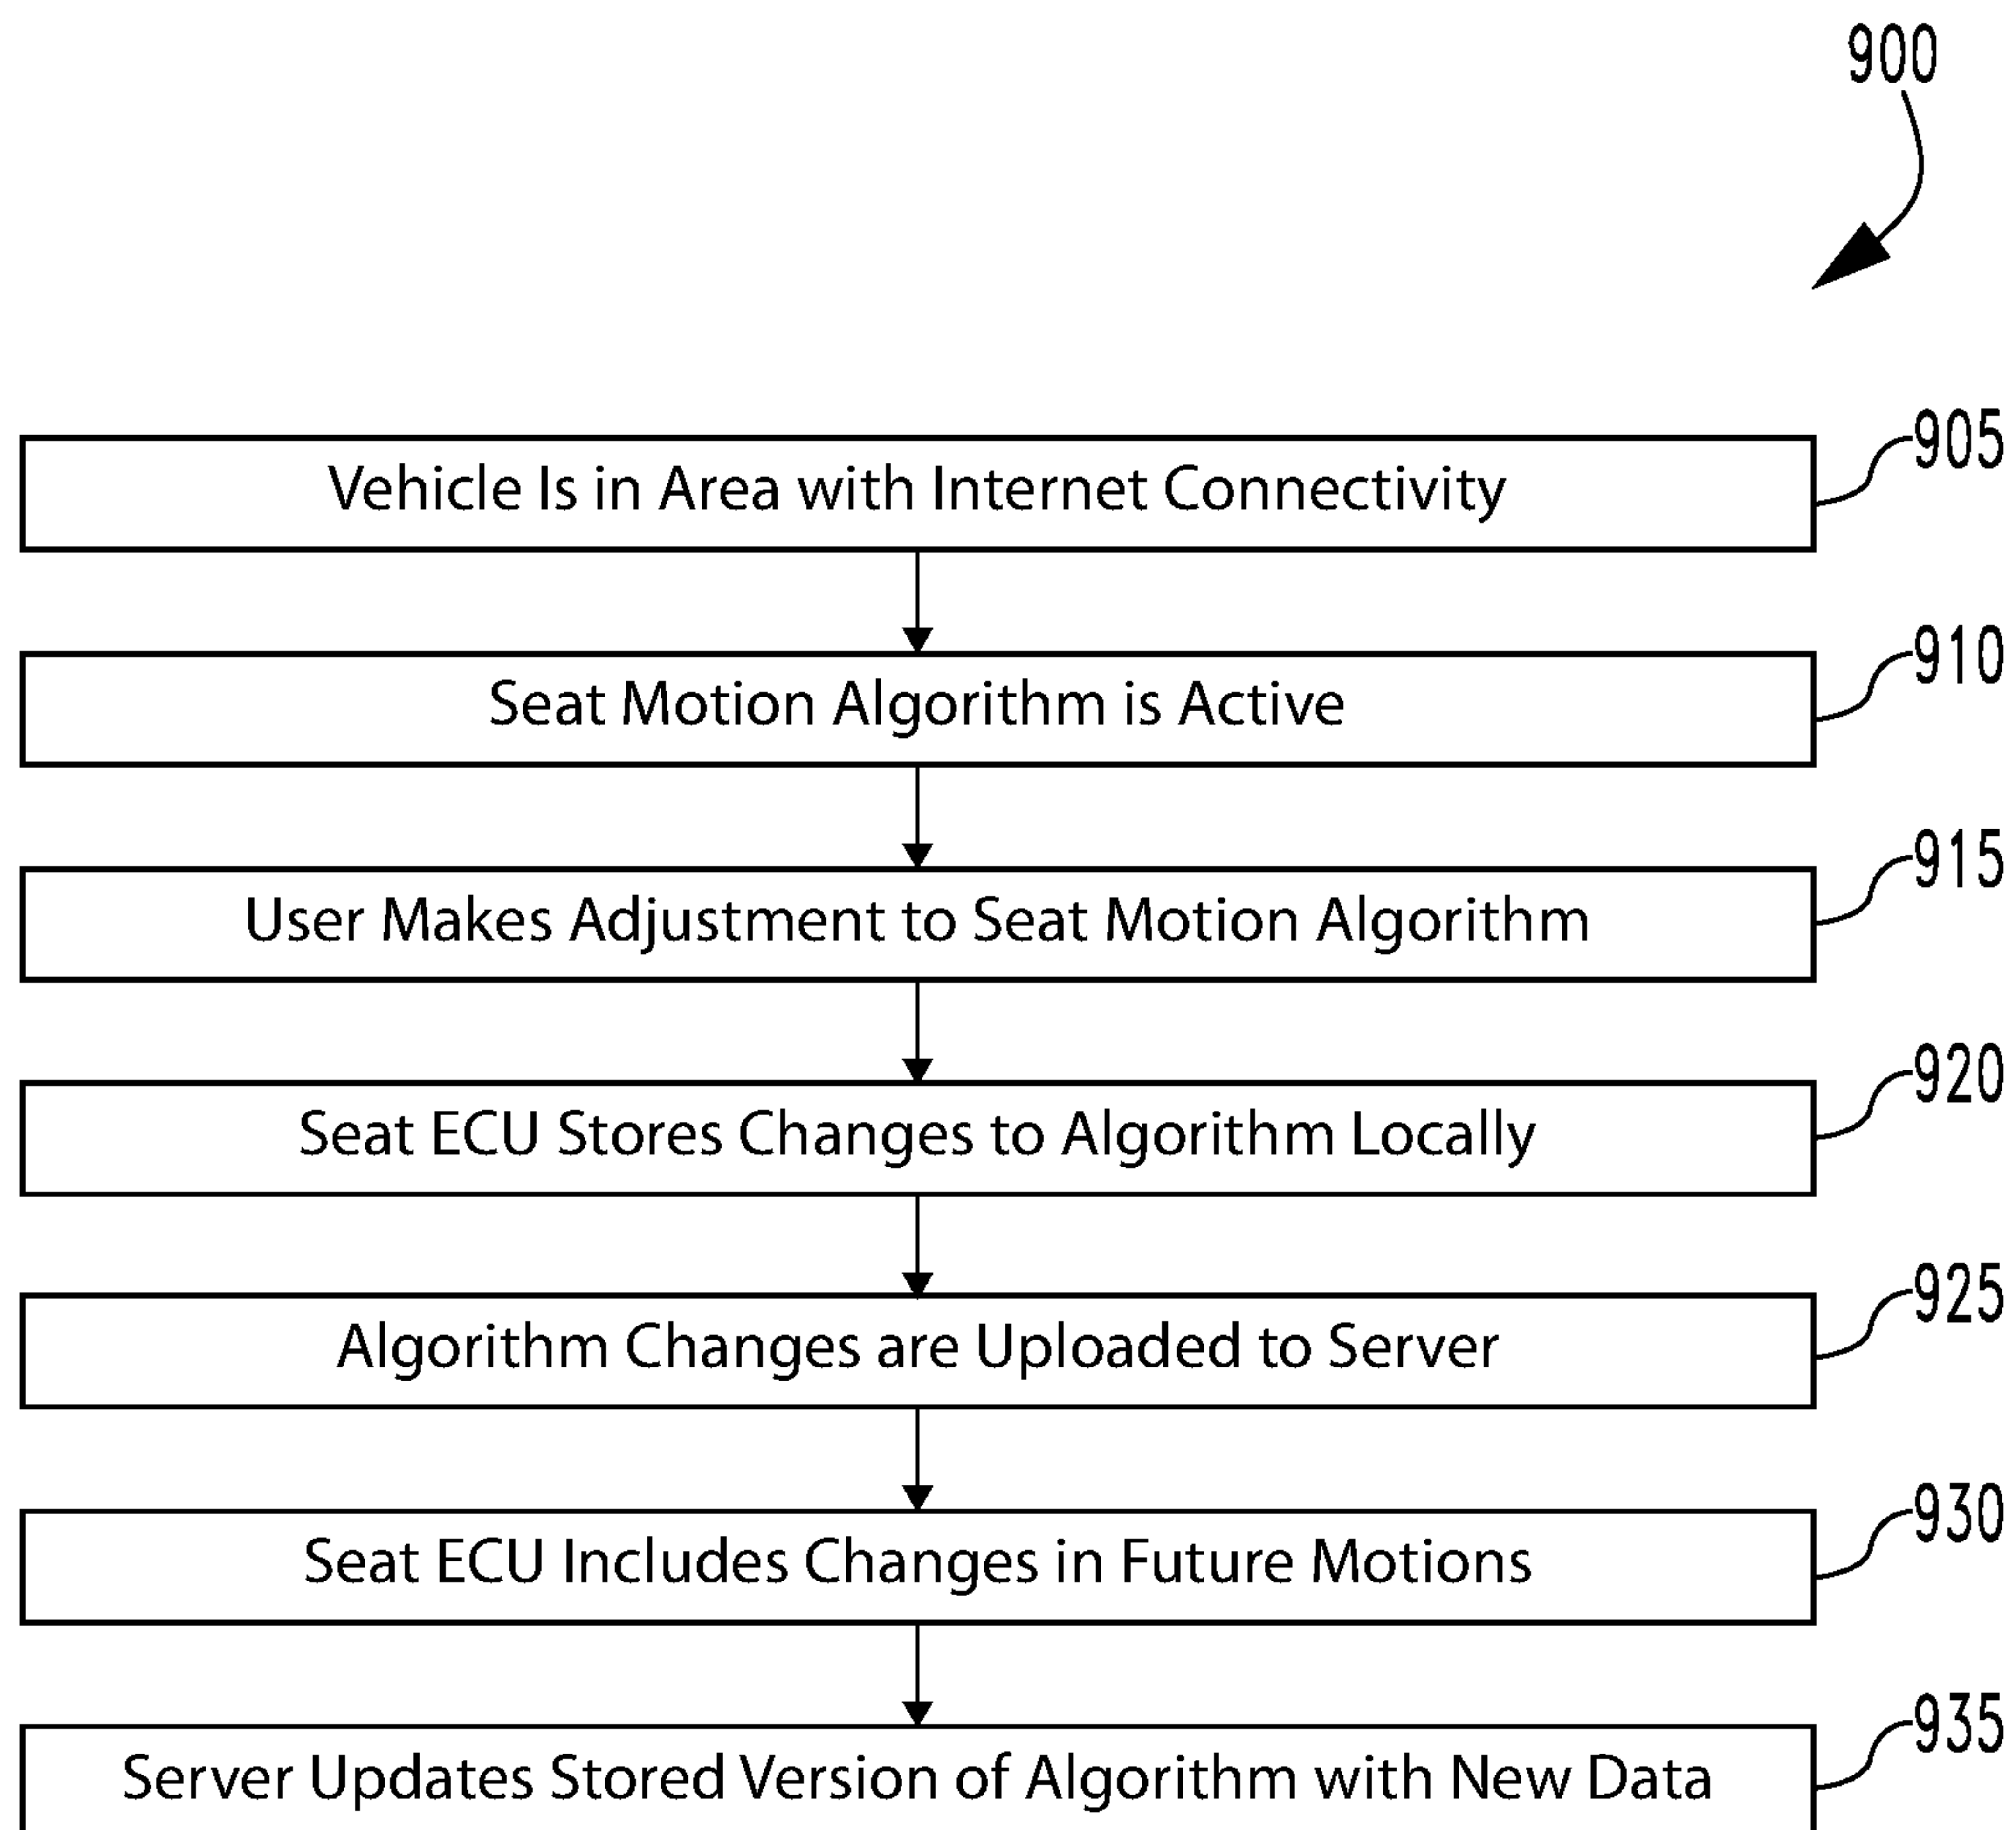 900
Vehicle Is in Area with Internet Connectivity
905
Seat Motion Algorithm is Active
910
User Makes Adjustment to Seat Motion Algorithm
915
Seat ECU Stores Changes to Algorithm Locally
920
Algorithm Changes are Uploaded to Server
925
Seat ECU Includes Changes in Future Motions
930
Server Updates Stored Version of Algorithm with New Data
935